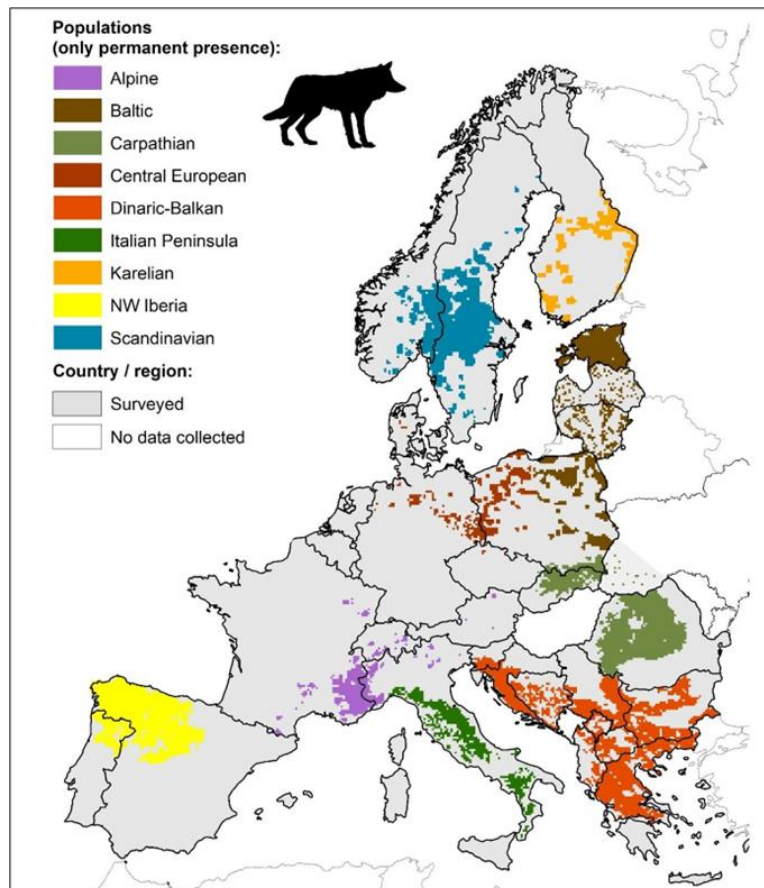 Populations
(only permanent presence):
Alpine
Baltic
Carpathian
Central European
Dinaric-Balkan
Italian Peninsula
Karelian
NW Iberia
Scandinavian
Country / region:
Surveyed
No data collected